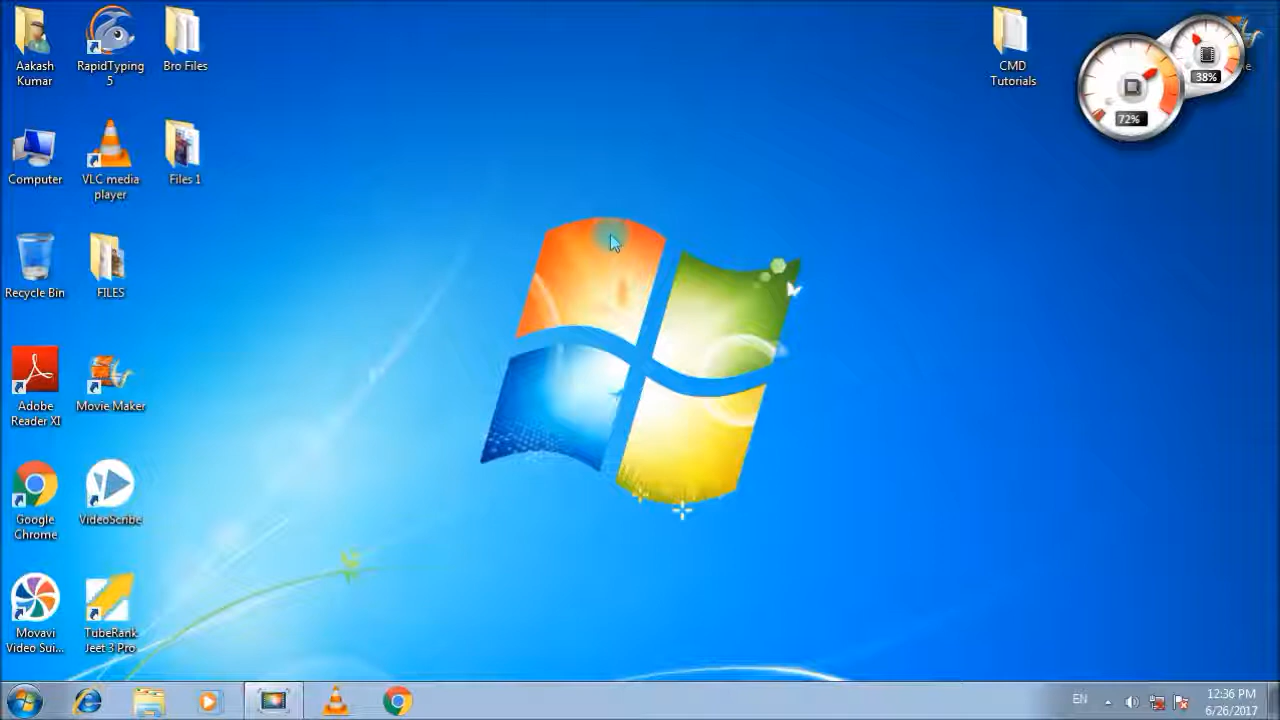 Aakash
Kumar
RapidTyping
5
Bro Files
CMD
Tutorials
38%
72%
Computer
VLC media
player
Files 1
Recycle Bin
FILES
Adobe
Reader XI
Movie Maker
Google
Chrome
VideoScribe
Movavi
Video Sui...
TubeRank
Jeet 3 Pro
EN
12:36 PM
6/26/2017